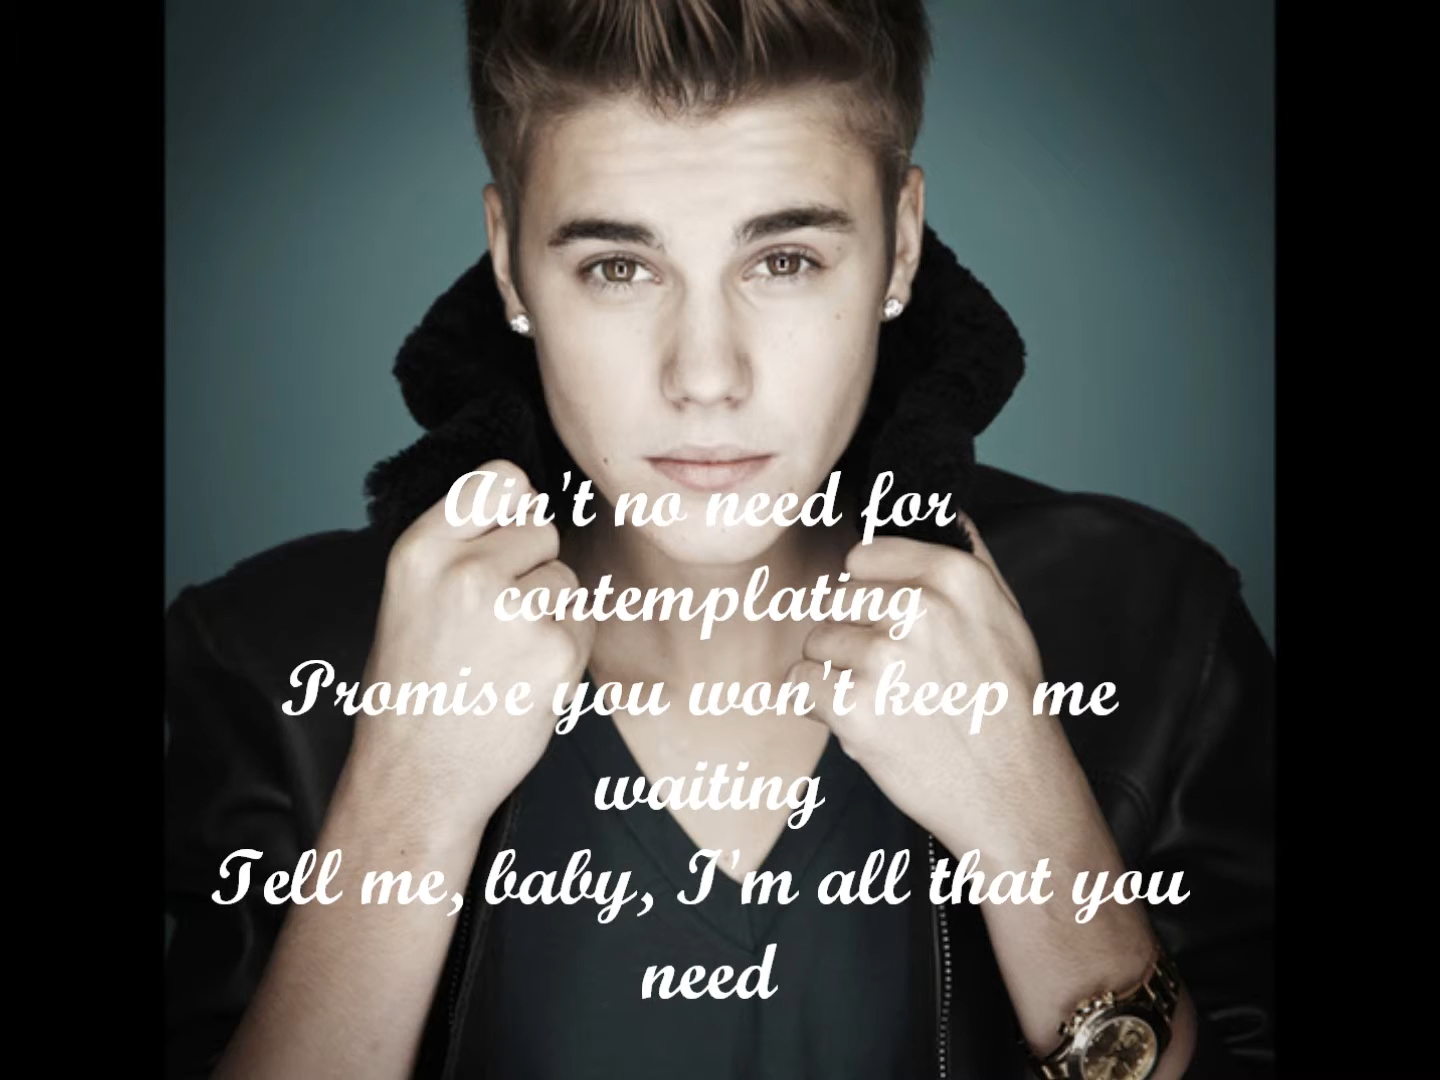 Ain't no need for
contemplating
Promise you won't keep me
waiting
Tell me, baby, I'm all that you
need